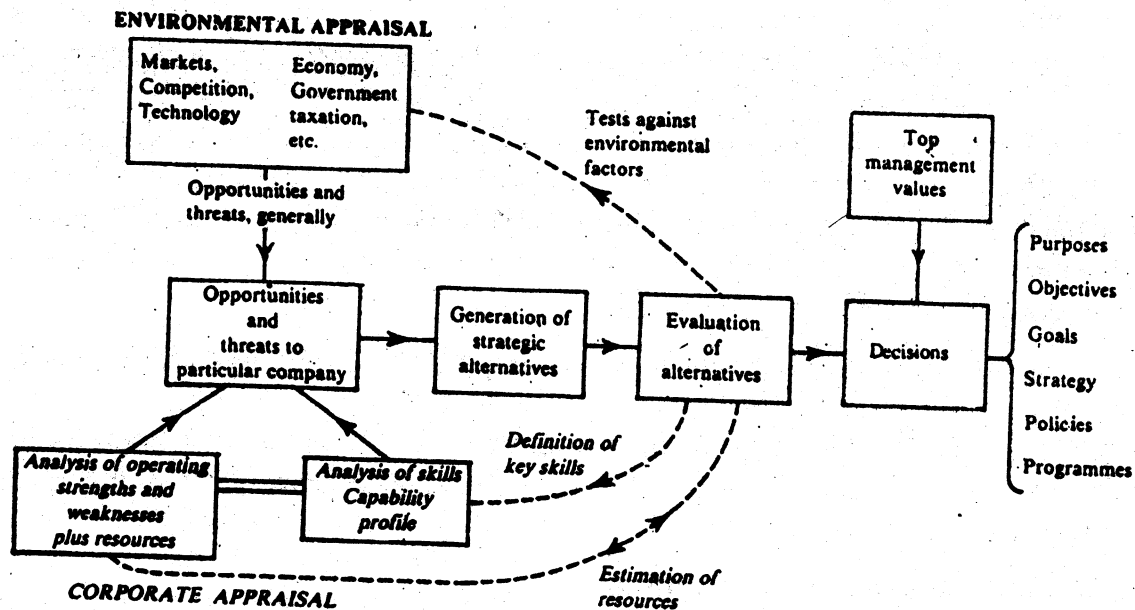 ENVIRONMENTAL APPRAISAL
Markets,
Competition,
Technology
Economy,
Government
taxation,
etc.
Opportunities and
threats, generally
Tests against
environmental
factors
Top
management
values
Opportunities
and
threats to
particular company
Generation of
strategic
alternatives
Evaluation
of
alternatives
Decisions
Purposes
Objectives
Goals
Strategy
Policies
Programmes
Analysis of operating
strengths and
weaknesses
plus resources
Analysis of skills
Capability
profile
Definition of
key skills
Estimation of
resources
CORPORATE APPRAISAL